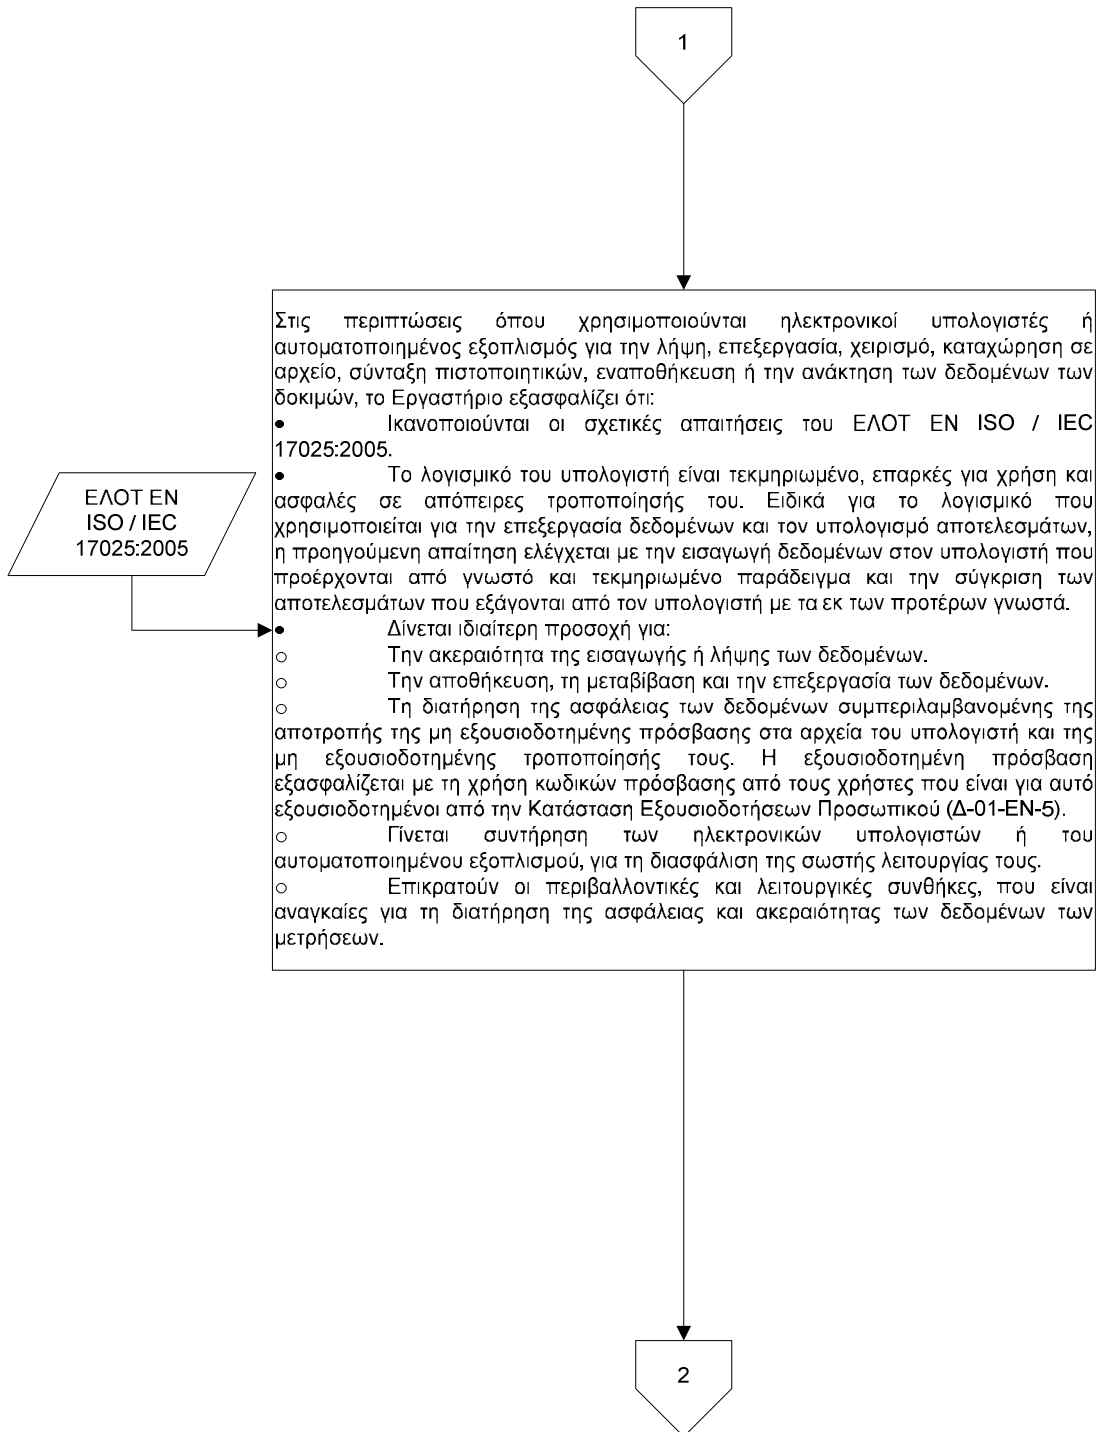 1
Στις περιπτώσεις όπου χρησιμοποιούνται ηλεκτρονικοί υπολογιστές ή
αυτοματοποιημένος εξοπλισμός για την λήψη, επεξεργασία, χειρισμό, καταχώρηση σε
αρχείο, σύνταξη πιστοποιητικών, εναποθήκευση ή την ανάκτηση των δεδομένων των
δοκιμών, το Εργαστήριο εξασφαλίζει ότι:
● Ικανοποιούνται οι σχετικές απαιτήσεις του ΕΛΟΤ EN ISO / IEC
17025:2005.
● Το λογισμικό του υπολογιστή είναι τεκμηριωμένο, επαρκές για χρήση και
ασφαλές σε απόπειρες τροποποίησής του. Ειδικά για το λογισμικό που
χρησιμοποιείται για την επεξεργασία δεδομένων και τον υπολογισμό αποτελεσμάτων,
η προηγούμενη απαίτηση ελέγχεται με την εισαγωγή δεδομένων στον υπολογιστή που
προέρχονται από γνωστό και τεκμηριωμένο παράδειγμα και την σύγκριση των
αποτελεσμάτων που εξάγονται από τον υπολογιστή με τα εκ των προτέρων γνωστά.
● Δίνεται ιδιαίτερη προσοχή για:
○ Την ακεραιότητα της εισαγωγής ή λήψης των δεδομένων.
○ Την αποθήκευση, τη μεταβίβαση και την επεξεργασία των δεδομένων.
○ Τη διατήρηση της ασφάλειας των δεδομένων συμπεριλαμβανομένης της
αποτροπής της μη εξουσιοδοτημένης πρόσβασης στα αρχεία του υπολογιστή και της
μη εξουσιοδοτημένης τροποποίησής τους. Η εξουσιοδοτημένη πρόσβαση
εξασφαλίζεται με τη χρήση κωδικών πρόσβασης από τους χρήστες που είναι για αυτό
εξουσιοδοτημένοι από την Κατάσταση Εξουσιοδοτήσεων Προσωπικού (Δ-01-ΕΝ-5).
○ Γίνεται συντήρηση των ηλεκτρονικών υπολογιστών ή του
αυτοματοποιημένου εξοπλισμού, για τη διασφάλιση της σωστής λειτουργίας τους.
○ Επικρατούν οι περιβαλλοντικές και λειτουργικές συνθήκες, που είναι
αναγκαίες για τη διατήρηση της ασφάλειας και ακεραιότητας των δεδομένων των
μετρήσεων.
ΕΛΟΤ EN
ISO / IEC
17025:2005
2